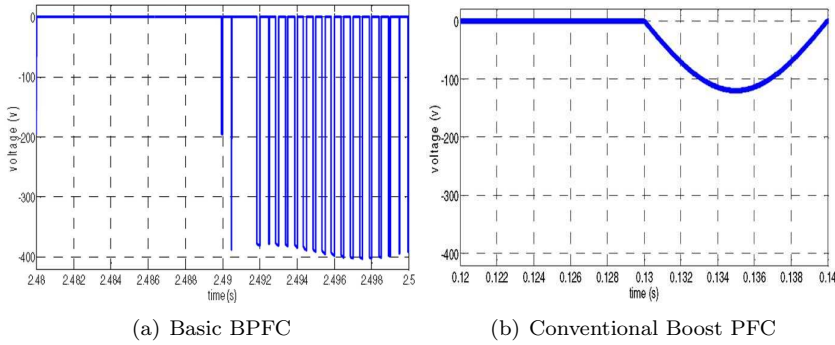 0
-100
-200
-300
-400
voltage (v)
2.48 2.482 2.484 2.486 2.488 2.49 2.492 2.494 2.496 2.498 2.5
time(s)
(a) Basic BPFC
0
-100
-200
-300
-400
voltage (v)
0.12 0.122 0.124 0.126 0.128 0.13 0.132 0.134 0.136 0.138 0.14
time (s)
(b) Conventional Boost PFC